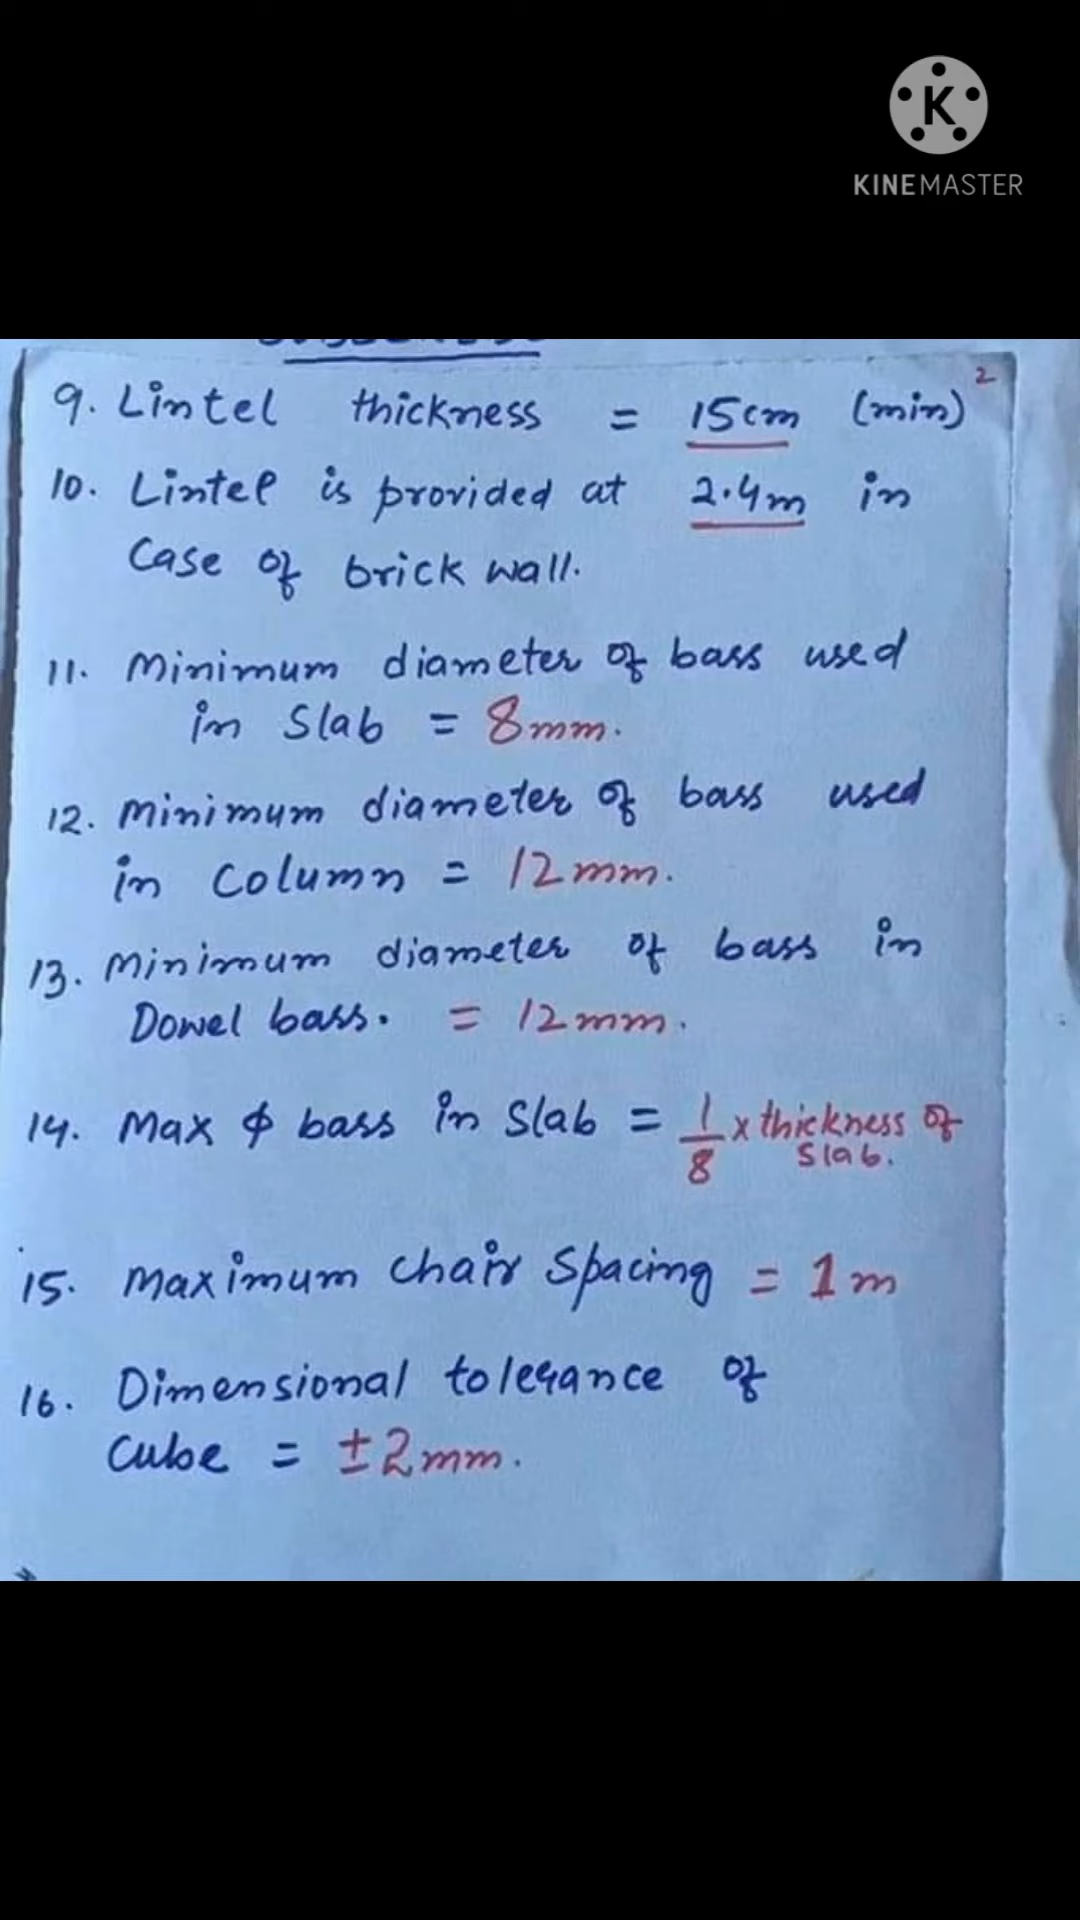 K
KINEMASTER
2
9. Lintel thickness = 15cm (min)
10. Lintel is provided at 2.4m in
Case of brick wall.
11. Minimum diameter of bars used
in Slab = 8mm.
12. Minimum diameter of bars used
in Column = 12mm.
13. Minimum diameter of bars in
Dowel bars. = 12mm.
14. Max ϕ bars in Slab = 1/8 x thickness of
Slab.
15. Maximum Chair Spacing = 1m
16. Dimensional tolerance of
Cube = ±2mm.